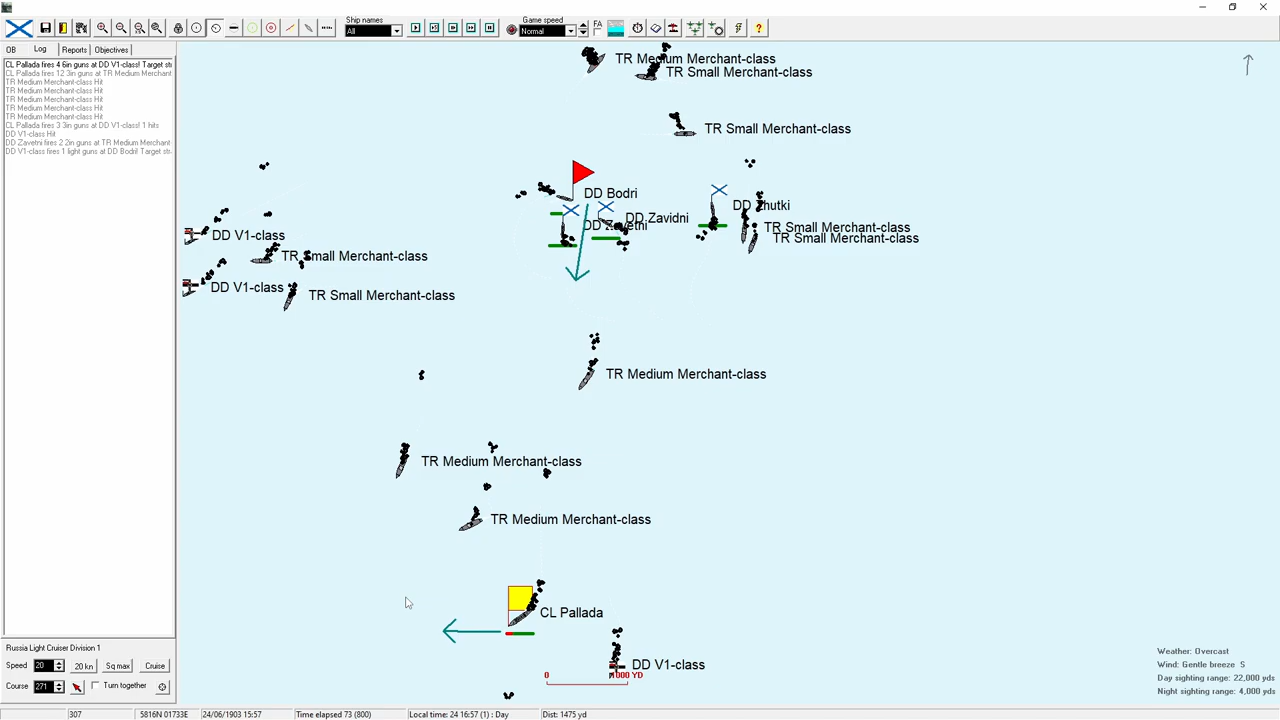 Ship names
All
Game speed
Normal
FA
?
OB
Log
Reports
Objectives
CL Pallada fires 4 6in guns at DD V1-class! Target str
CL Pallada fires 12 3in guns at TR Medium Merchant
TR Medium Merchant-class Hit
TR Medium Merchant-class Hit
TR Medium Merchant-class Hit
TR Medium Merchant-class Hit
TR Medium Merchant-class Hit
CL Pallada fires 3 3in guns at DD V1-class! 1 hits
DD V1-class Hit
DD Zavetni fires 2 2in guns at TR Medium Merchant
DD V1-class fires 1 light guns at DD Bodri! Target str
TR Medium Merchant-class
TR Small Merchant-class
TR Small Merchant-class
DD Bodri
DD Zhutki
DD Zavidni
DD Zavetni
TR Small Merchant-class
TR Small Merchant-class
DD V1-class
TR Small Merchant-class
DD V1-class
TR Small Merchant-class
TR Medium Merchant-class
TR Medium Merchant-class
TR Medium Merchant-class
CL Pallada
DD V1-class
0
1000 YD
Weather: Overcast
Wind: Gentle breeze S
Day sighting range: 22,000 yds
Night sighting range: 4,000 yds
Russia Light Cruiser Division 1
Speed 20 20 kn Sq max Cruise
Course 271 Turn together
307
5816N 01733E
24/06/1903 15:57
Time elapsed 73 (800)
Local time: 24 16:57 (1) : Day
Dist: 1475 yd